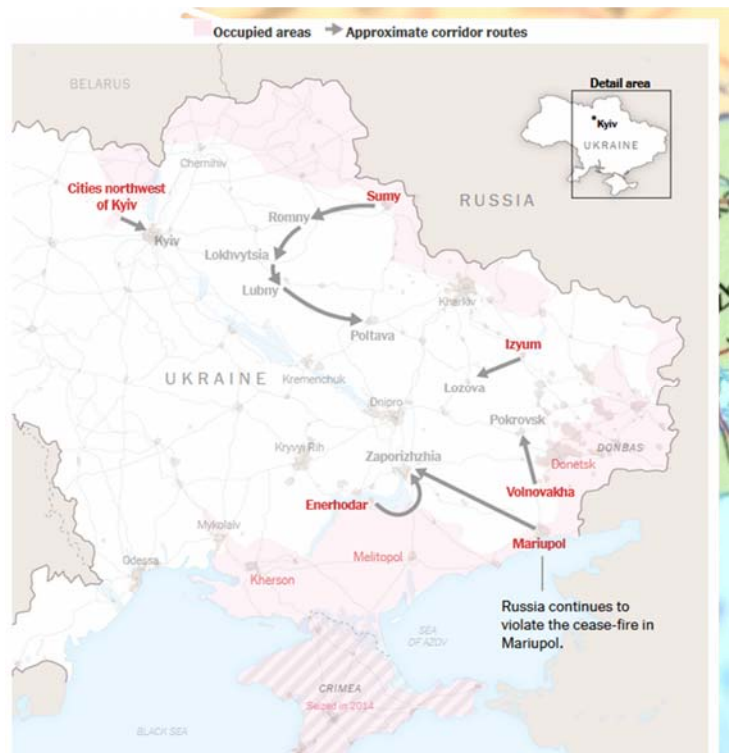 Occupied areas
Approximate corridor routes
BELARUS
Detail area
Kyiv
UKRAINE
Chernihiv
Cities northwest
of Kyiv
Sumy
RUSSIA
Romny
Kyiv
Lokhvytsia
Lubny
Kharkiv
Poltava
Izyum
UKRAINE
Kremenchuk
Lozova
Dnipro
Pokrovsk
Kryvyi Rih
Zaporizhzhia
DONBAS
Donetsk
Enerhodar
Volnovakha
Mykolaiv
Mariupol
Melitopol
Odessa
Kherson
Russia continues to
violate the cease-fire in
Mariupol.
SEA
OF AZOV
CRIMEA
Seized in 2014
BLACK SEA